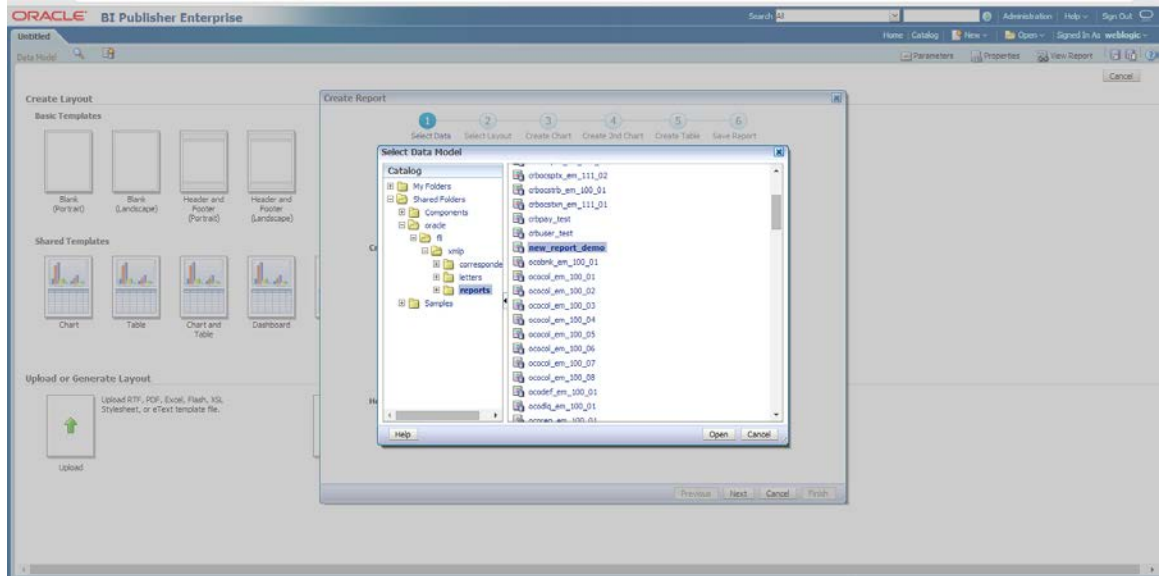 ORACLE BI Publisher Enterprise
Search All
Administration Help Sign Out
Untitled
Home Catalog New Open Signed In As weblogic
Data Model
Parameters Properties View Report
Cancel
Create Layout
Basic Templates
Blank (Portrait)
Blank (Landscape)
Header and Footer (Portrait)
Header and Footer (Landscape)
Shared Templates
Chart
Table
Chart and Table
Dashboard
Upload or Generate Layout
Upload RTF, PDF, Excel, Flash, XSL
Stylesheet, or eText template file.
Upload
Create Report
1 2 3 4 5 6
Select Data Select Layout Create Chart Create 2nd Chart Create Table Save Report
Select Data Model
Catalog
My Folders
Shared Folders
Components
oracle
fll
xmlp
corresponde
letters
reports
Samples
crbocsptx_em_111_02
crbocstrb_em_100_01
crbocstxn_em_111_01
crbpay_test
crbuser_test
new_report_demo
ocobnk_em_100_01
ococol_em_100_01
ococol_em_100_02
ococol_em_100_03
ococol_em_100_04
ococol_em_100_05
ococol_em_100_06
ococol_em_100_07
ococol_em_100_08
ocodef_em_100_01
ocodlq_em_100_01
Help
Open Cancel
Previous Next Cancel Finish